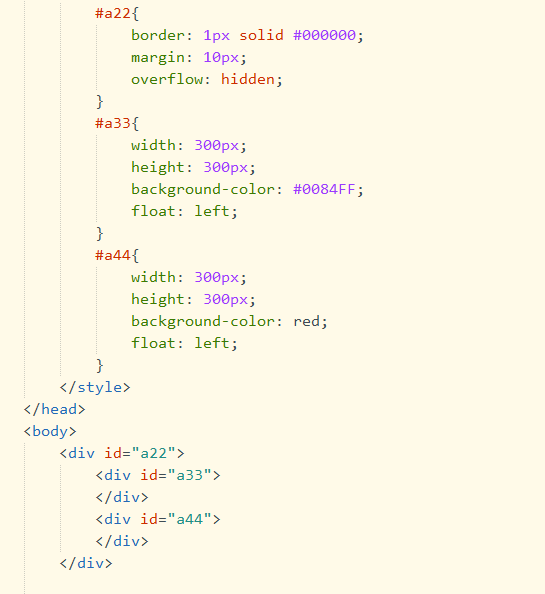 #a22{
border: 1px solid #000000;
margin: 10px;
overflow: hidden;
}
#a33{
width: 300px;
height: 300px;
background-color: #0084FF;
float: left;
}
#a44{
width: 300px;
height: 300px;
background-color: red;
float: left;
}
</style>
</head>
<body>
<div id="a22">
<div id="a33">
</div>
<div id="a44">
</div>
</div>